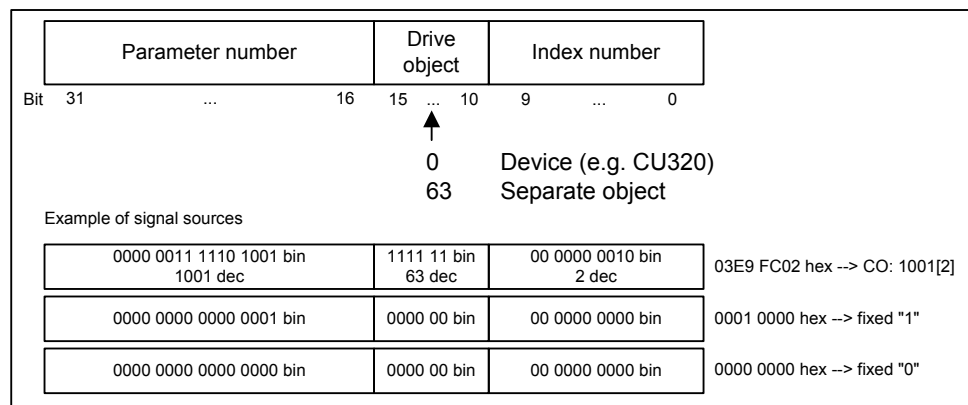 Parameter number
Drive
object
Index number
Bit 31 ... 16 15 ... 10 9 ... 0
0 Device (e.g. CU320)
63 Separate object
Example of signal sources
0000 0011 1110 1001 bin
1001 dec
1111 11 bin
63 dec
00 0000 0010 bin
2 dec
03E9 FC02 hex --> CO: 1001[2]
0000 0000 0000 0001 bin 0000 00 bin 00 0000 0000 bin 0001 0000 hex --> fixed "1"
0000 0000 0000 0000 bin 0000 00 bin 00 0000 0000 bin 0000 0000 hex --> fixed "0"